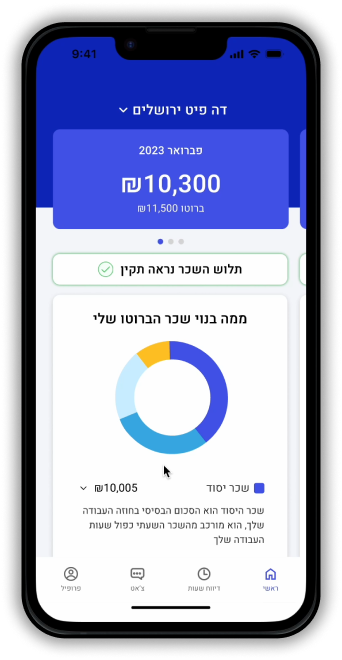 9:41
דה פיט ירושלים
פברואר 2023
₪10,300
ברוטו 11,500₪
תלוש השכר נראה תקין
ממה בנוי שכר הברוטו שלי
שכר יסוד ₪10,005
שכר היסוד הוא הסכום הבסיסי בחוזה העבודה
שלך, הוא מורכב מהשכר השעתי כפול שעות
העבודה שלך
ראשי דיווח שעות צ'אט פרופיל